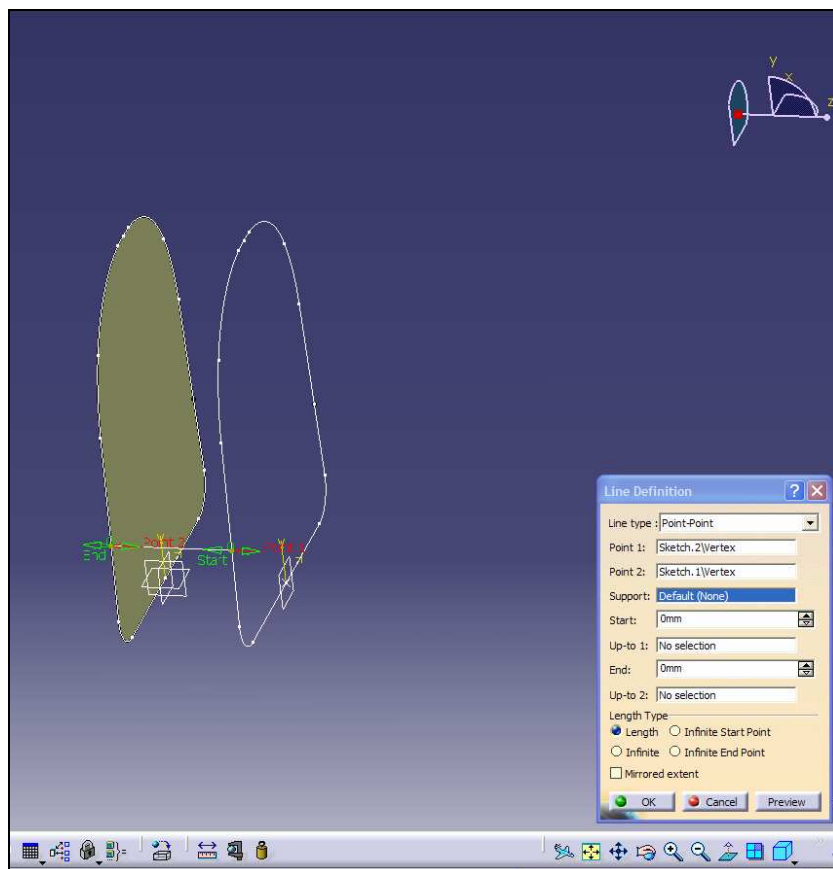 y
x
z
Point 2
End
Start
Line Definition
Line type : Point-Point
Point 1: Sketch.2\Vertex
Point 2: Sketch.1\Vertex
Support: Default (None)
Start: 0mm
Up-to 1: No selection
End: 0mm
Up-to 2: No selection
Length Type
Length Infinite Start Point
Infinite Infinite End Point
Mirrored extent
OK Cancel Preview